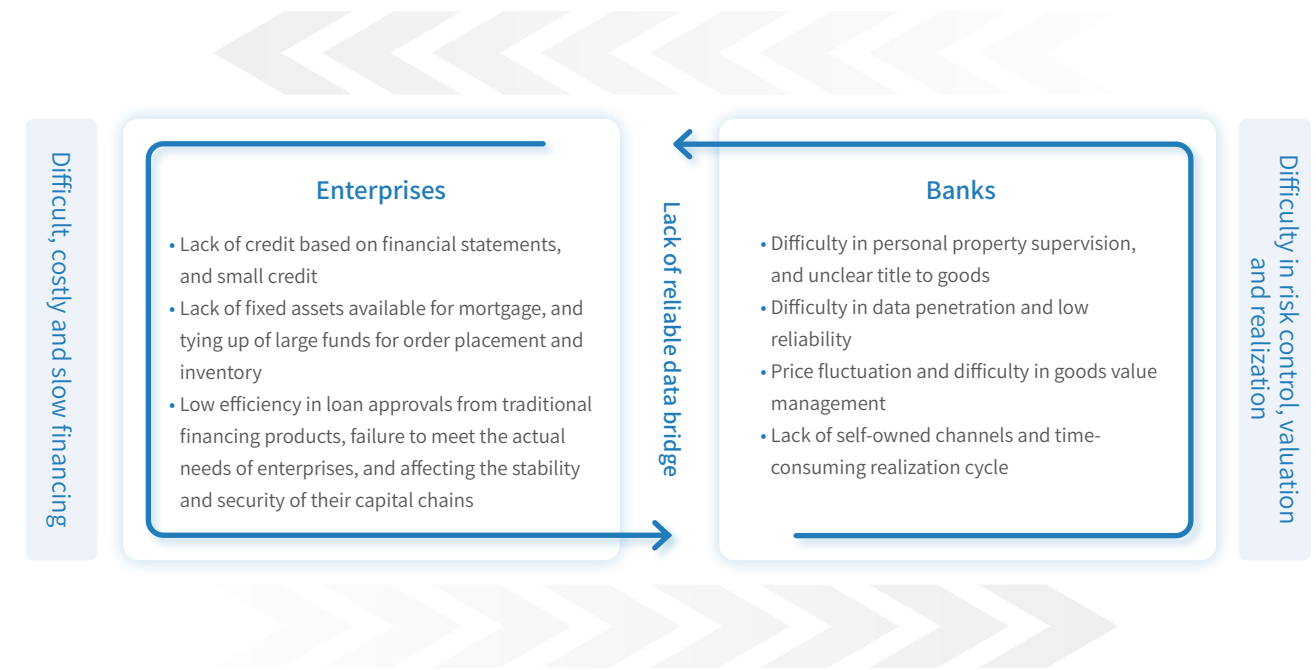 Difficult, costly and slow financing
Enterprises
• Lack of credit based on financial statements,
and small credit
• Lack of fixed assets available for mortgage, and
tying up of large funds for order placement and
inventory
• Low efficiency in loan approvals from traditional
financing products, failure to meet the actual
needs of enterprises, and affecting the stability
and security of their capital chains
Lack of reliable data bridge
Banks
• Difficulty in personal property supervision,
and unclear title to goods
• Difficulty in data penetration and low
reliability
• Price fluctuation and difficulty in goods value
management
• Lack of self-owned channels and time-
consuming realization cycle
Difficulty in risk control, valuation
and realization